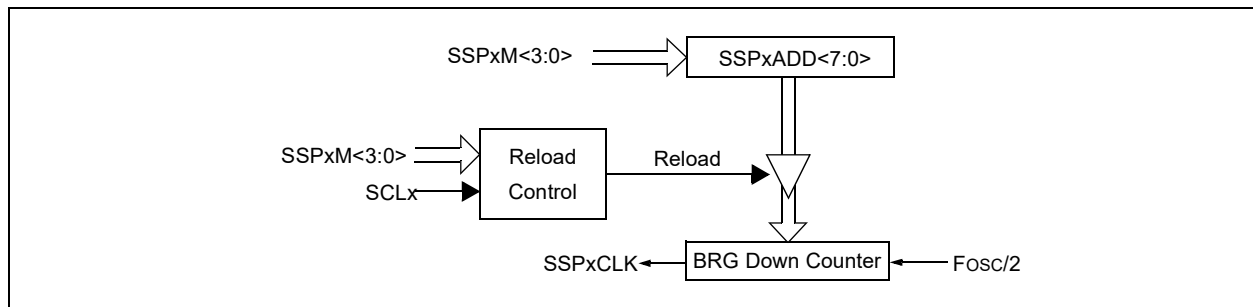 SSPxM<3:0>
SSPxADD<7:0>
SSPxM<3:0>
Reload
Control
Reload
SCLx
SSPxCLK
BRG Down Counter
FOSC/2